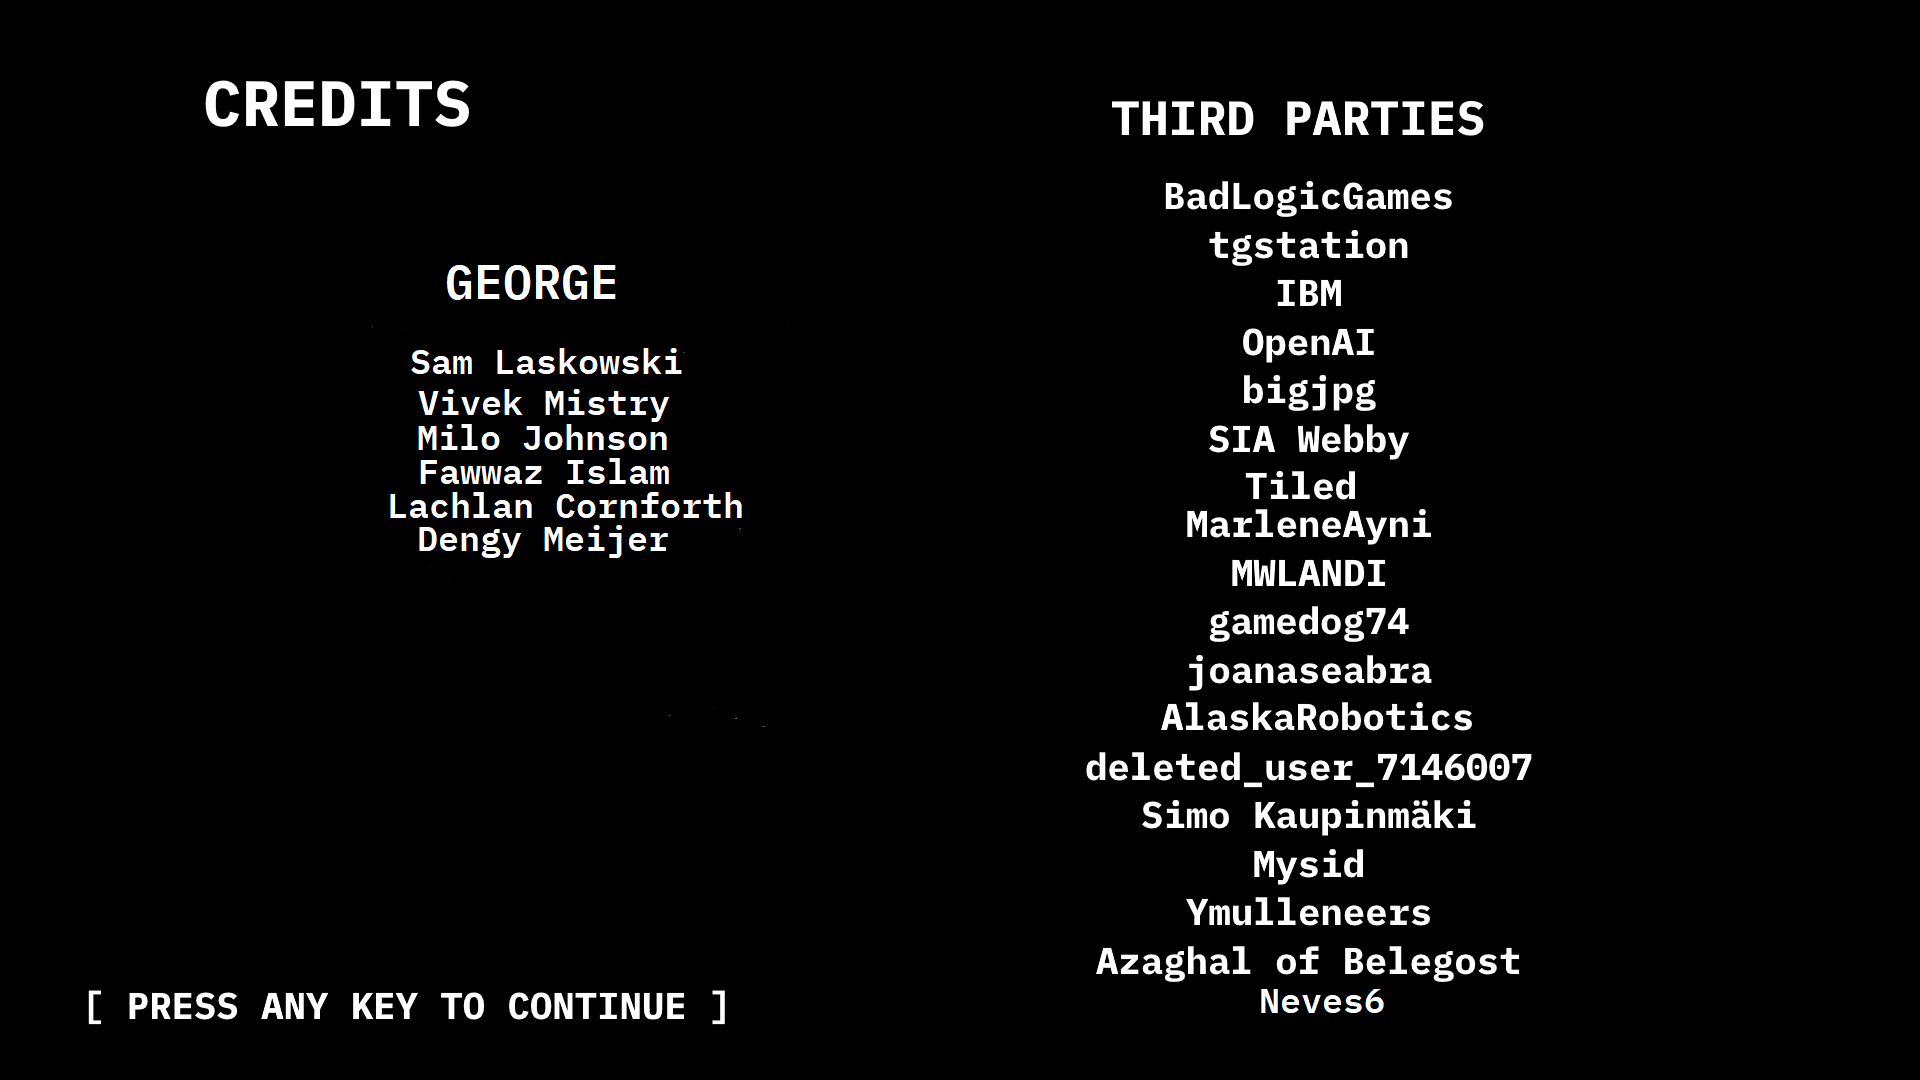 CREDITS
GEORGE
Sam Laskowski
Vivek Mistry
Milo Johnson
Fawwaz Islam
Lachlan Cornforth
Dengy Meijer
[ PRESS ANY KEY TO CONTINUE ]
THIRD PARTIES
BadLogicGames
tgstation
IBM
OpenAI
bigjpg
SIA Webby
Tiled
MarleneAyni
MWLANDI
gamedog74
joanaseabra
AlaskaRobotics
deleted_user_7146007
Simo Kaupinmäki
Mysid
Ymulleneers
Azaghal of Belegost
Neves6